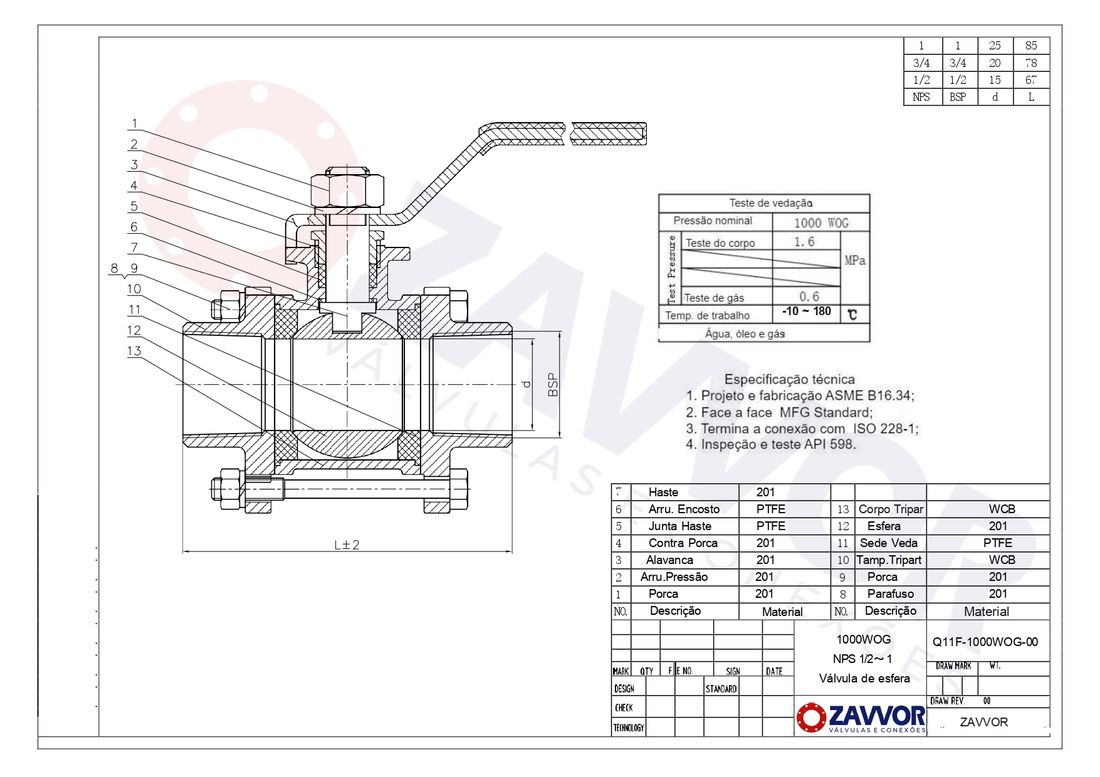 1 1 25 85
3/4 3/4 20 78
1/2 1/2 15 67
NPS BSP d L
1
2
3
4
5
6
7
8 9
10
11
12
13
d
BSP
L±2
Teste de vedação
Pressão nominal 1000 WOG
Test Pressure
Teste do corpo 1.6
MPa
Teste de gás 0.6
Temp. de trabalho -10 ~ 180 ℃
Água, óleo e gás
Especificação técnica
1. Projeto e fabricação ASME B16.34;
2. Face a face MFG Standard;
3. Termina a conexão com ISO 228-1;
4. Inspeção e teste API 598.
7 Haste 201
6 Arru. Encosto PTFE 13 Corpo Tripar WCB
5 Junta Haste PTFE 12 Esfera 201
4 Contra Porca 201 11 Sede Veda PTFE
3 Alavanca 201 10 Tamp.Tripart WCB
2 Arru.Pressão 201 9 Porca 201
1 Porca 201 8 Parafuso 201
NO. Descrição Material NO. Descrição Material
1000WOG
NPS 1/2~ 1
Válvula de esfera
Q11F-1000WOG-00
MARK QTY F E NO. SIGN DATE
DRAW MARK WT.
DESIGN STANDARD
DRAW REV. 00
CHECK
TECHNOLOGY
ZAVVOR
VÁLVULAS E CONEXÕES
ZAVVOR
ZAVVOR
VÁLVULAS E CONEXÕES